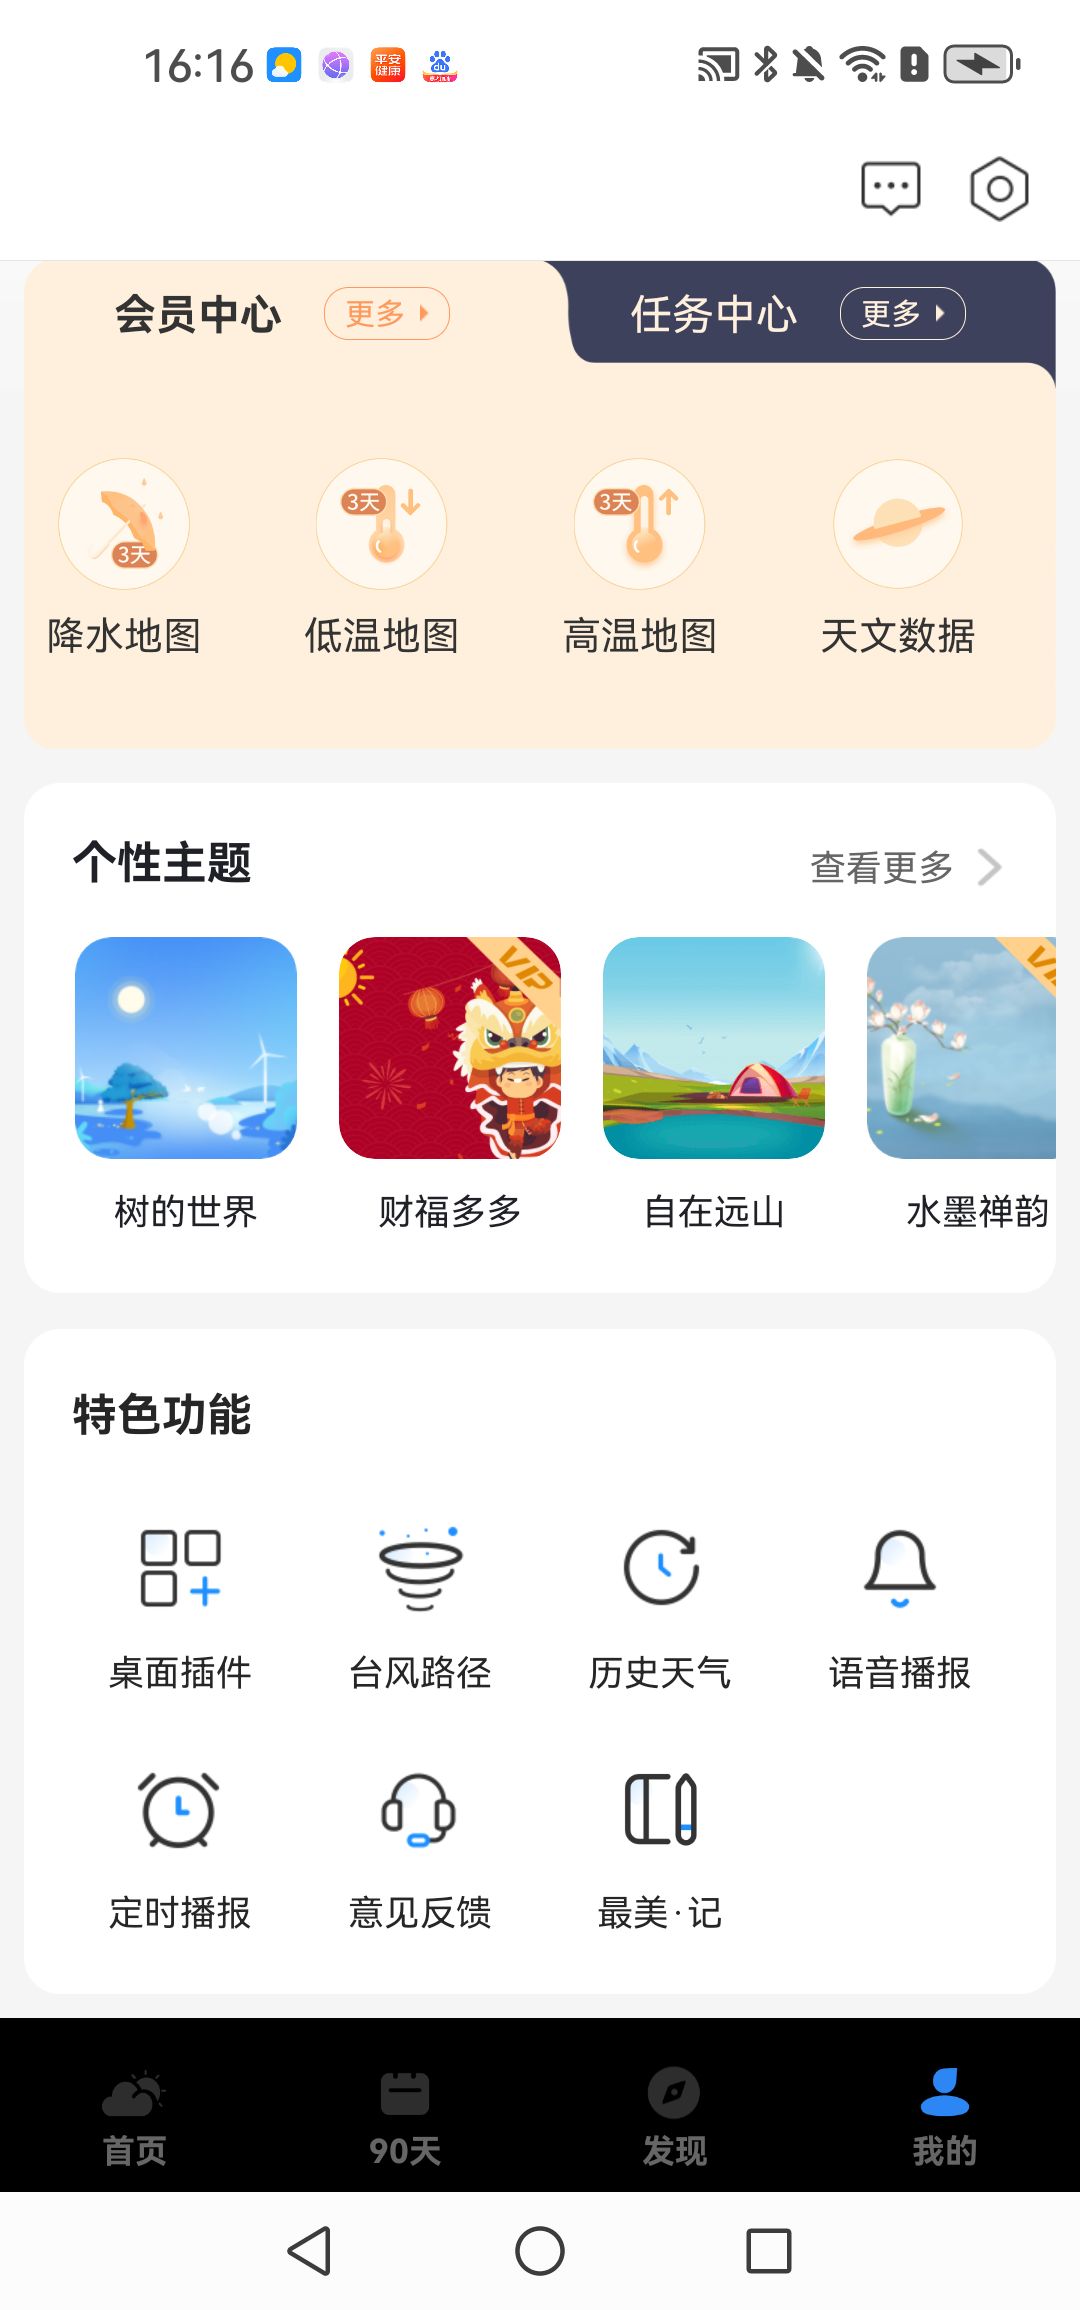 16:16
平安
健康
du
会员中心
更多
任务中心
更多
3天
3天
3天
降水地图
低温地图
高温地图
天文数据
个性主题
查看更多
VIP
树的世界
财福多多
自在远山
水墨禅韵
特色功能
桌面插件
台风路径
历史天气
语音播报
定时播报
意见反馈
最美·记
首页
90天
发现
我的